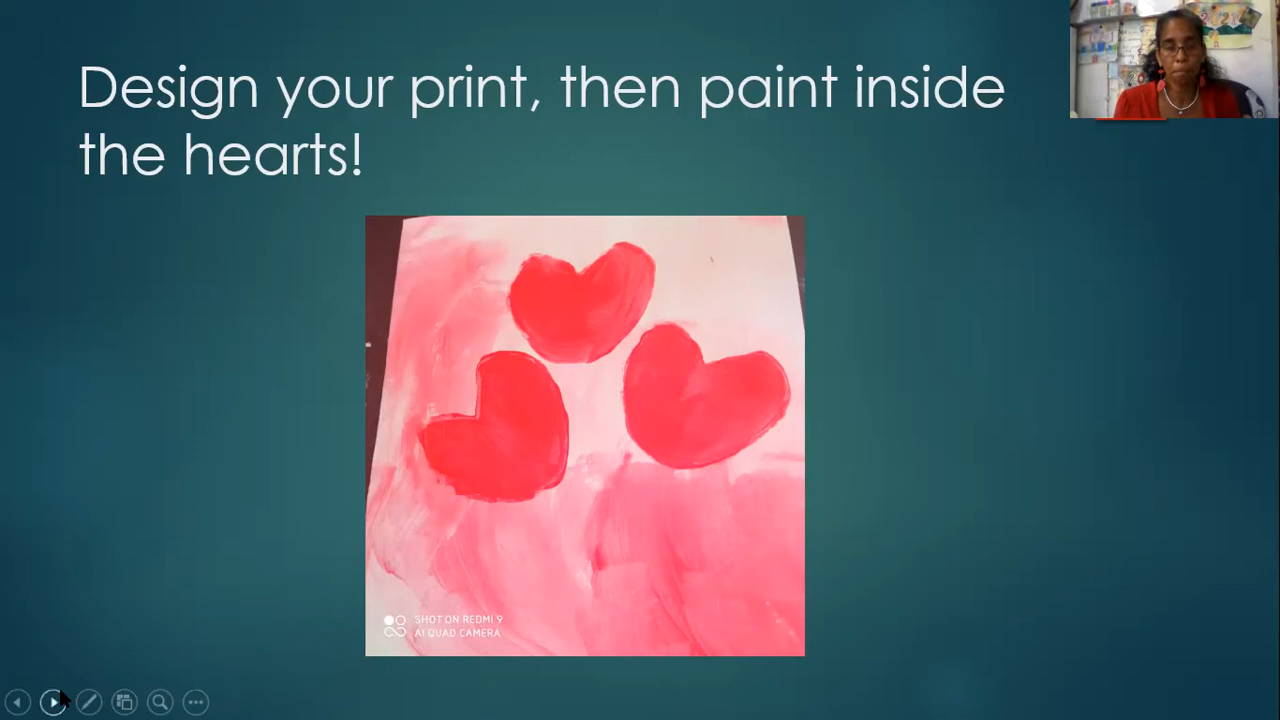 Design your print, then paint inside
the hearts!
SHOT ON REDMI 9
AI QUAD CAMERA